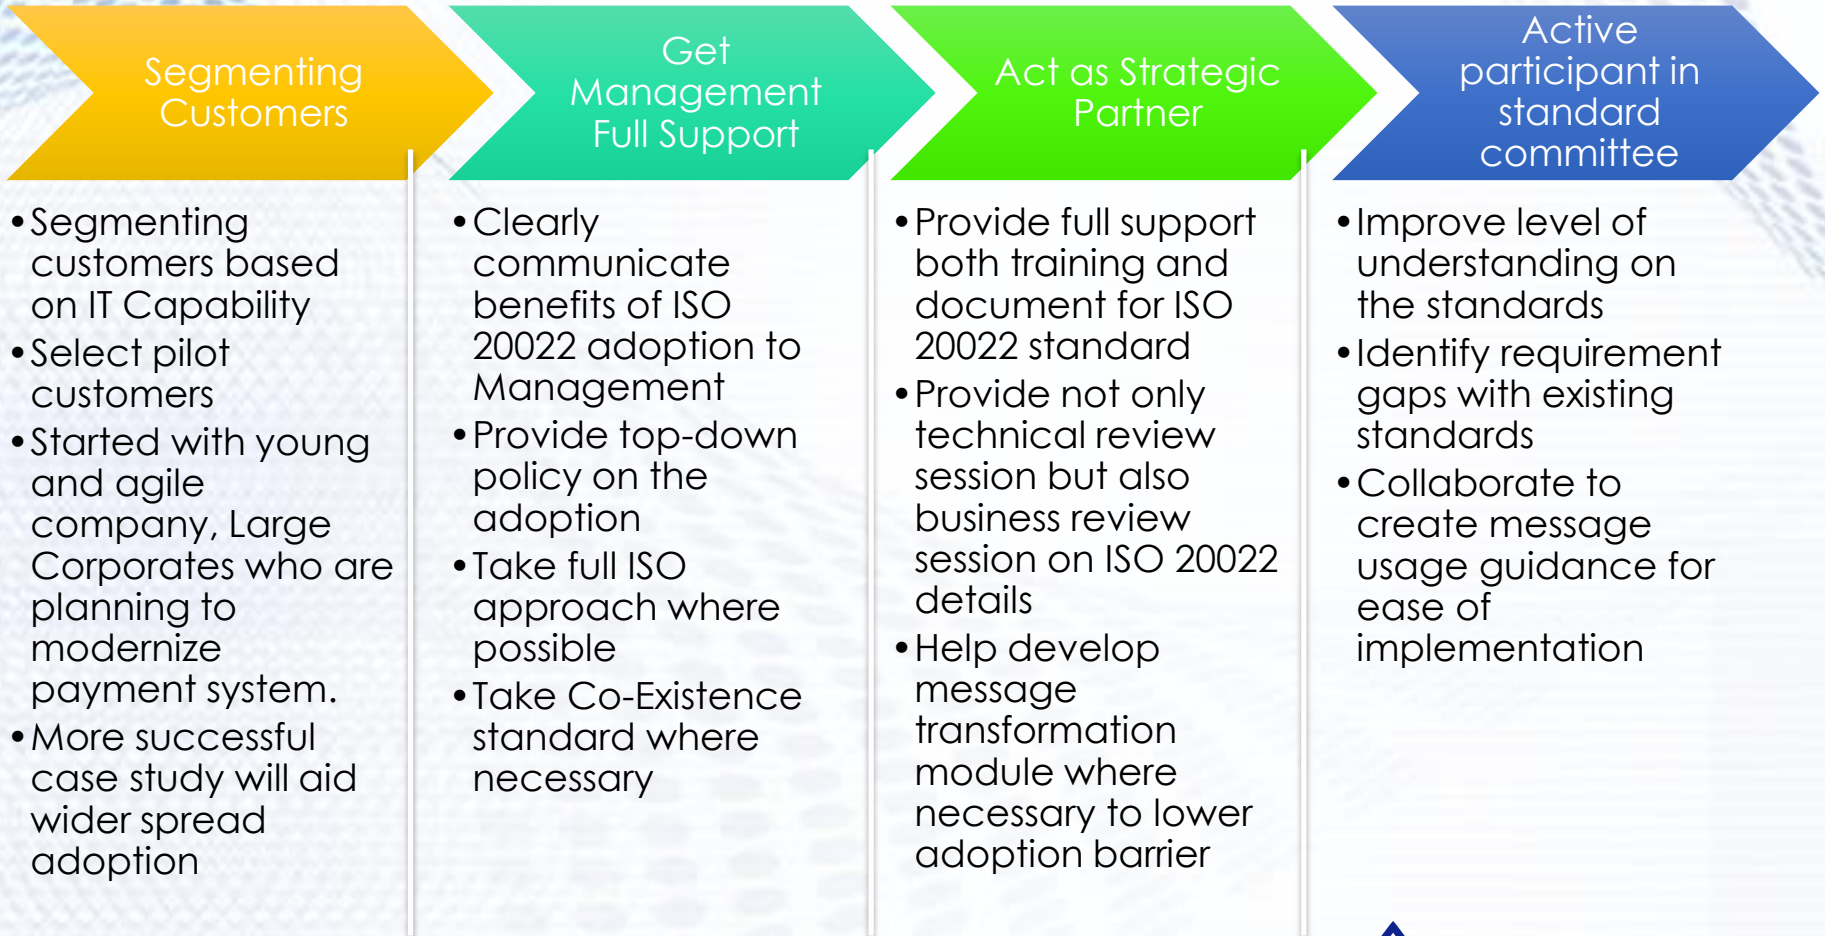 Segmenting
Customers
•Segmenting
customers based
on IT Capability
•Select pilot
customers
•Started with young
and agile
company, Large
Corporates who are
planning to
modernize
payment system.
•More successful
case study will aid
wider spread
adoption
Get
Management
Full Support
•Clearly
communicate
benefits of ISO
20022 adoption to
Management
•Provide top-down
policy on the
adoption
•Take full ISO
approach where
possible
•Take Co-Existence
standard where
necessary
Act as Strategic
Partner
•Provide full support
both training and
document for ISO
20022 standard
•Provide not only
technical review
session but also
business review
session on ISO 20022
details
•Help develop
message
transformation
module where
necessary to lower
adoption barrier
Active
participant in
standard
committee
•Improve level of
understanding on
the standards
•Identify requirement
gaps with existing
standards
•Collaborate to
create message
usage guidance for
ease of
implementation